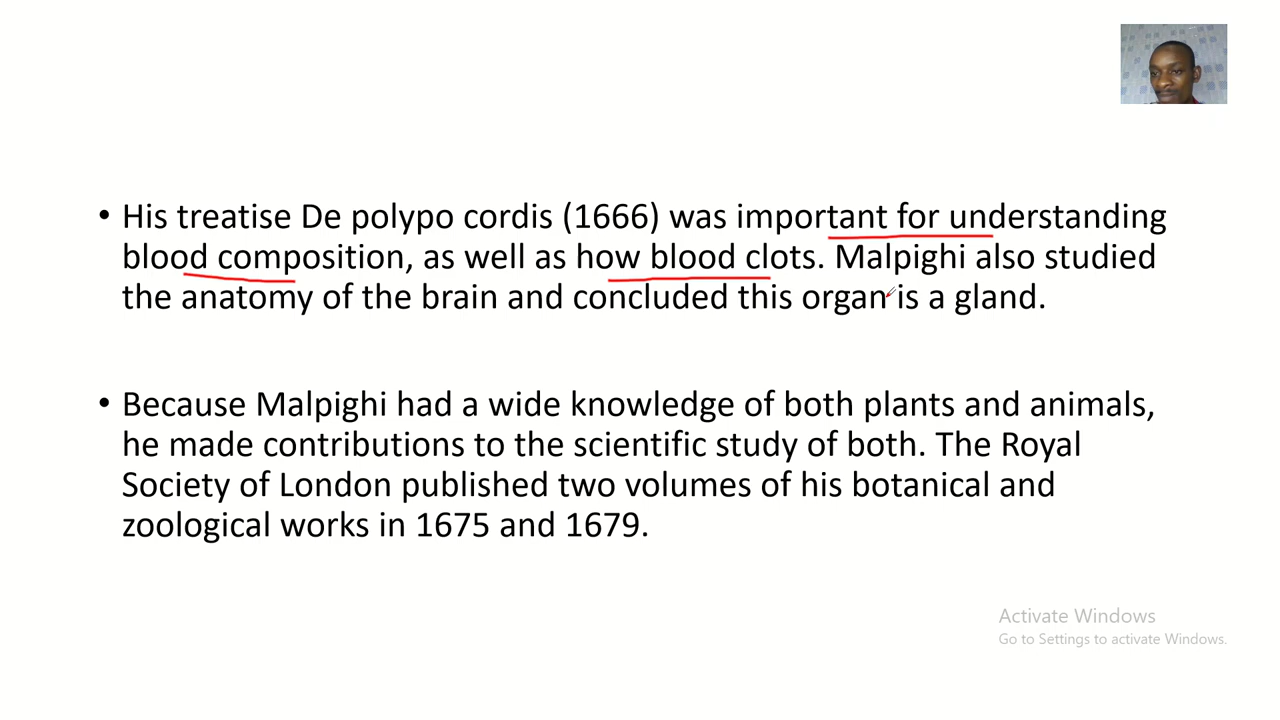 • His treatise De polypo cordis (1666) was important for understanding
blood composition, as well as how blood clots. Malpighi also studied
the anatomy of the brain and concluded this organ is a gland.
• Because Malpighi had a wide knowledge of both plants and animals,
he made contributions to the scientific study of both. The Royal
Society of London published two volumes of his botanical and
zoological works in 1675 and 1679.
Activate Windows
Go to Settings to activate Windows.